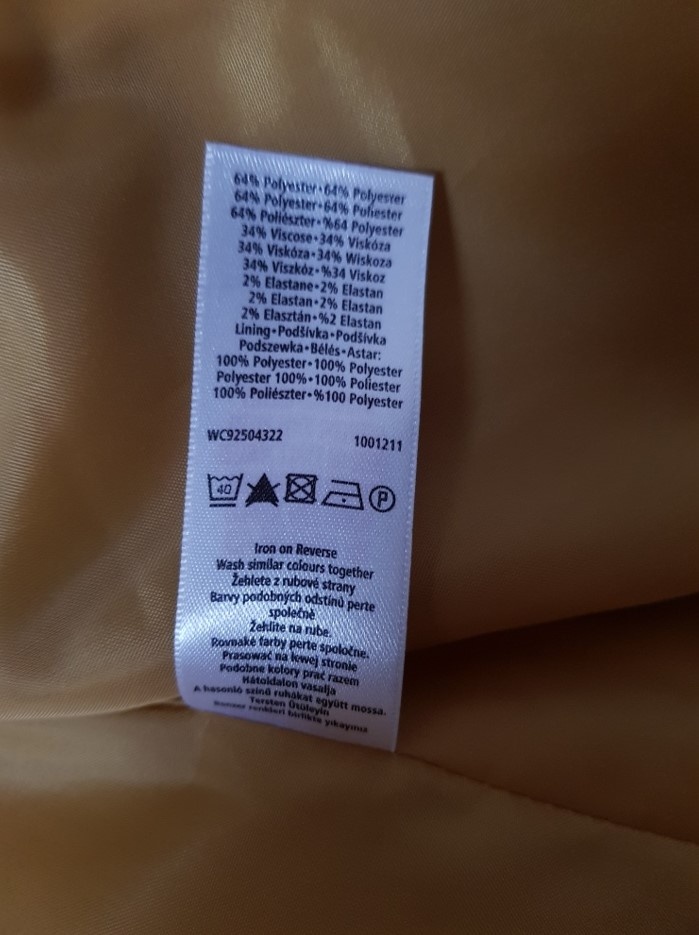 64% Polyester•64% Polyester
64% Polyester•64% Poliester
64% Poliészter•%64 Polyester
34% Viscose•34% Viskóza
34% Viskóza•34% Wiskoza
34% Viszkóz•%34 Viskoz
2% Elastane•2% Elastan
2% Elastan•2% Elastan
2% Elasztán•%2 Elastan
Lining•Podšívka•Podšívka
Podszewka•Bélés•Astar:
100% Polyester•100% Polyester
Polyester 100%•100% Poliester
100% Poliészter•%100 Polyester
WC92504322 1001211
40 P
Iron on Reverse
Wash similar colours together
Žehlete z rubové strany
Barvy podobných odstínů perte
společně
Žehlite na rube.
Rovnaké farby perte spoločne.
Prasować na lewej stronie
Podobne kolory prać razem
Hátoldalon vasalja
A hasonló színű ruhákat együtt mossa.
Tersten Ütüleyin
Benzer renkleri birlikte yıkayınız